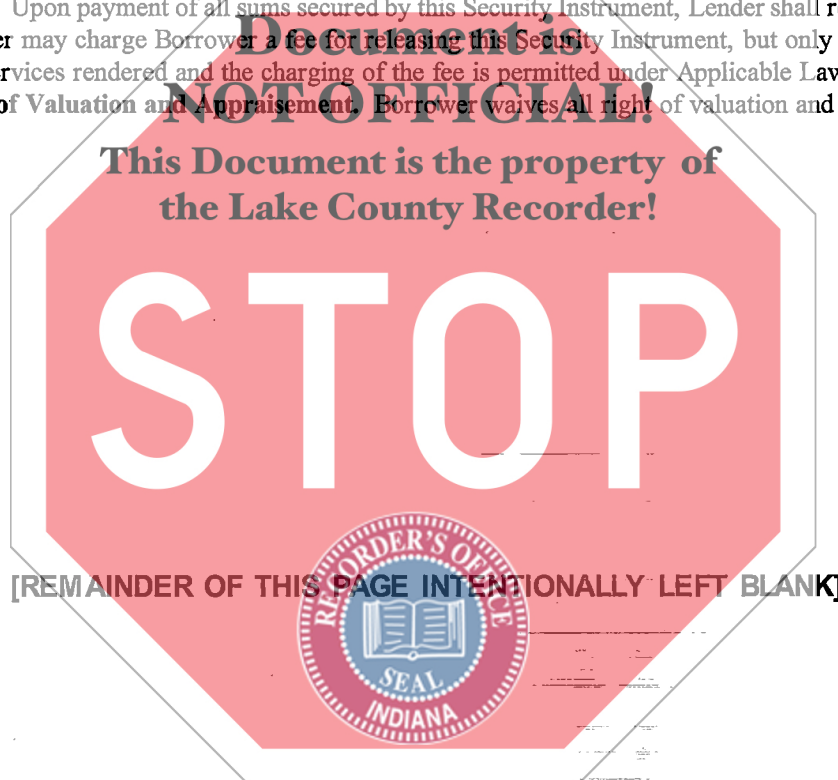 Upon payment of all sums secured by this Security Instrument, Lender shall
er may charge Borrower a fee for releasing this Security Instrument, but only
rvices rendered and the charging of the fee is permitted under Applicable Law
of Valuation and Appraisement. Borrower waives all right of valuation and
Document is
NOT OFFICIAL!
This Document is the property of
the Lake County Recorder!
STOP
[REMAINDER OF THIS PAGE INTENTIONALLY LEFT BLANK]
RECORDER'S OFFICE
SEAL
INDIANA